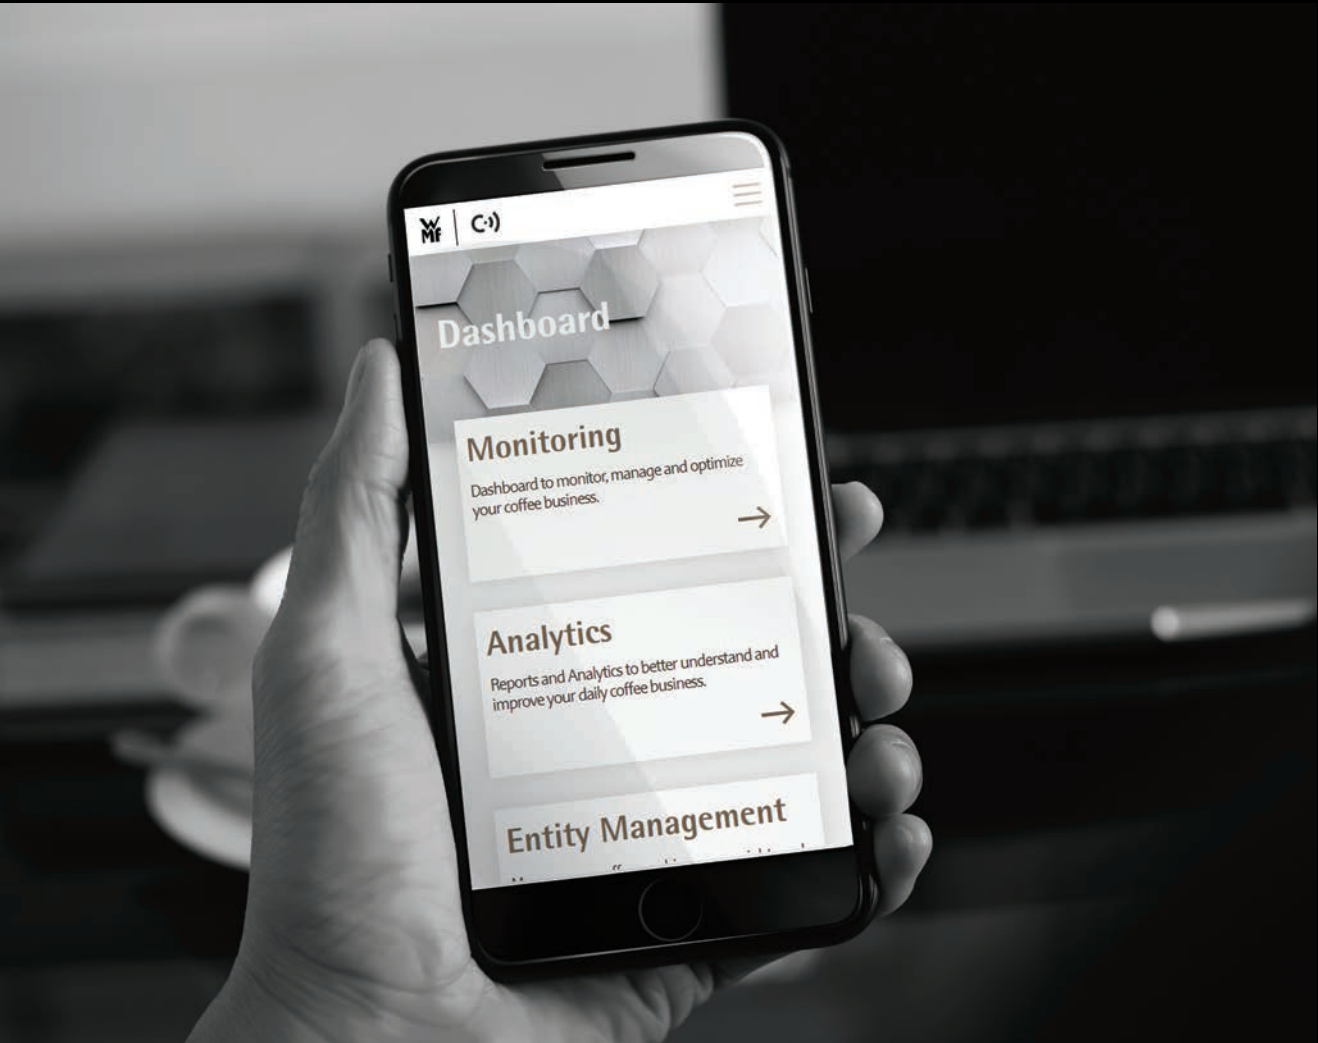 WMF
Dashboard
Monitoring
Dashboard to monitor, manage and optimize
your coffee business.
Analytics
Reports and Analytics to better understand and
improve your daily coffee business.
Entity Management